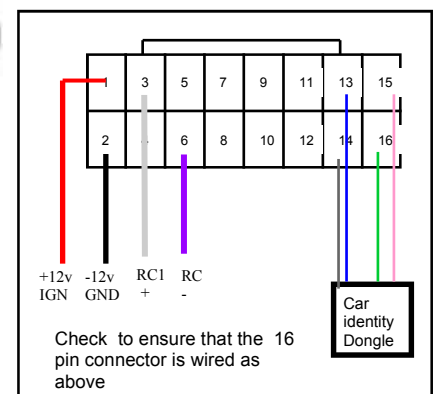 1 3 5 7 9 11 13 15
2 4 6 8 10 12 14 16
+12v -12v RC1 RC
IGN GND + -
Car
identity
Dongle
Check to ensure that the 16
pin connector is wired as
above